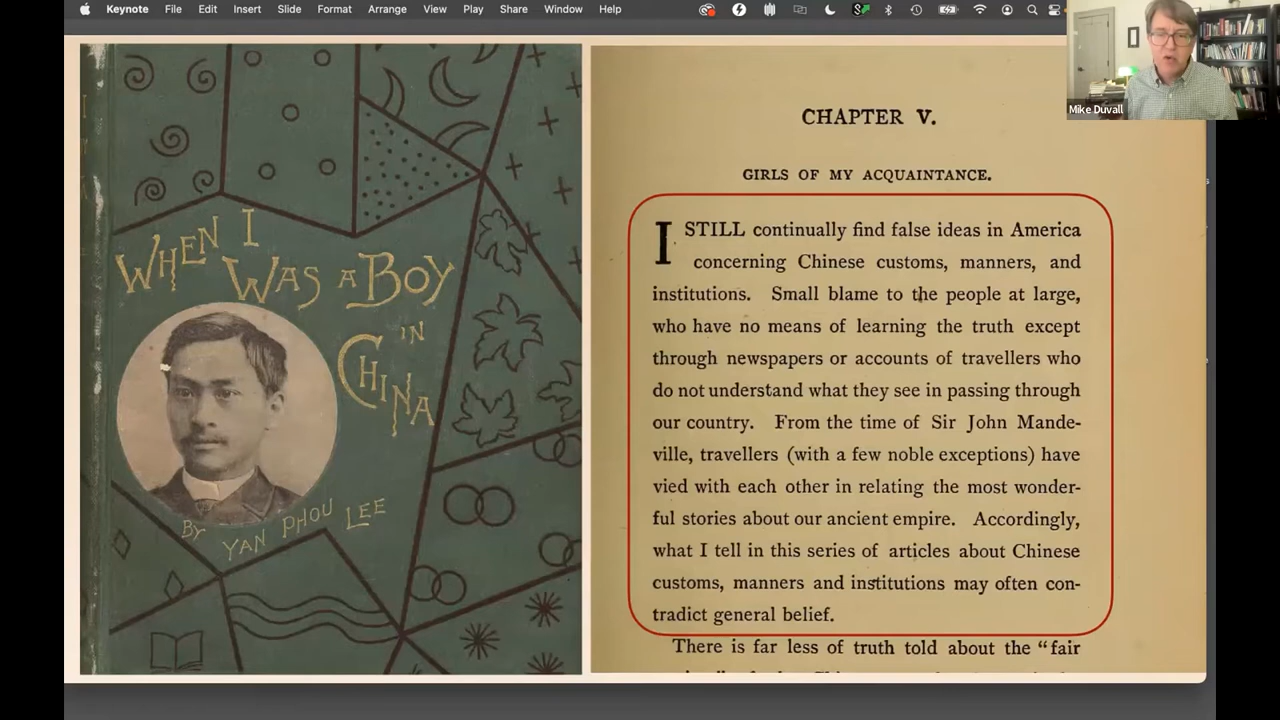 Keynote File Edit Insert Slide Format Arrange View Play Share Window Help
Mike Duvall
WHEN I
WAS A BOY
IN
CHINA
BY YAN PHOU LEE
CHAPTER V.
GIRLS OF MY ACQUAINTANCE.
I STILL continually find false ideas in America
concerning Chinese customs, manners, and
institutions. Small blame to the people at large,
who have no means of learning the truth except
through newspapers or accounts of travellers who
do not understand what they see in passing through
our country. From the time of Sir John Mande-
ville, travellers (with a few noble exceptions) have
vied with each other in relating the most wonder-
ful stories about our ancient empire. Accordingly,
what I tell in this series of articles about Chinese
customs, manners and institutions may often con-
tradict general belief.
There is far less of truth told about the "fair